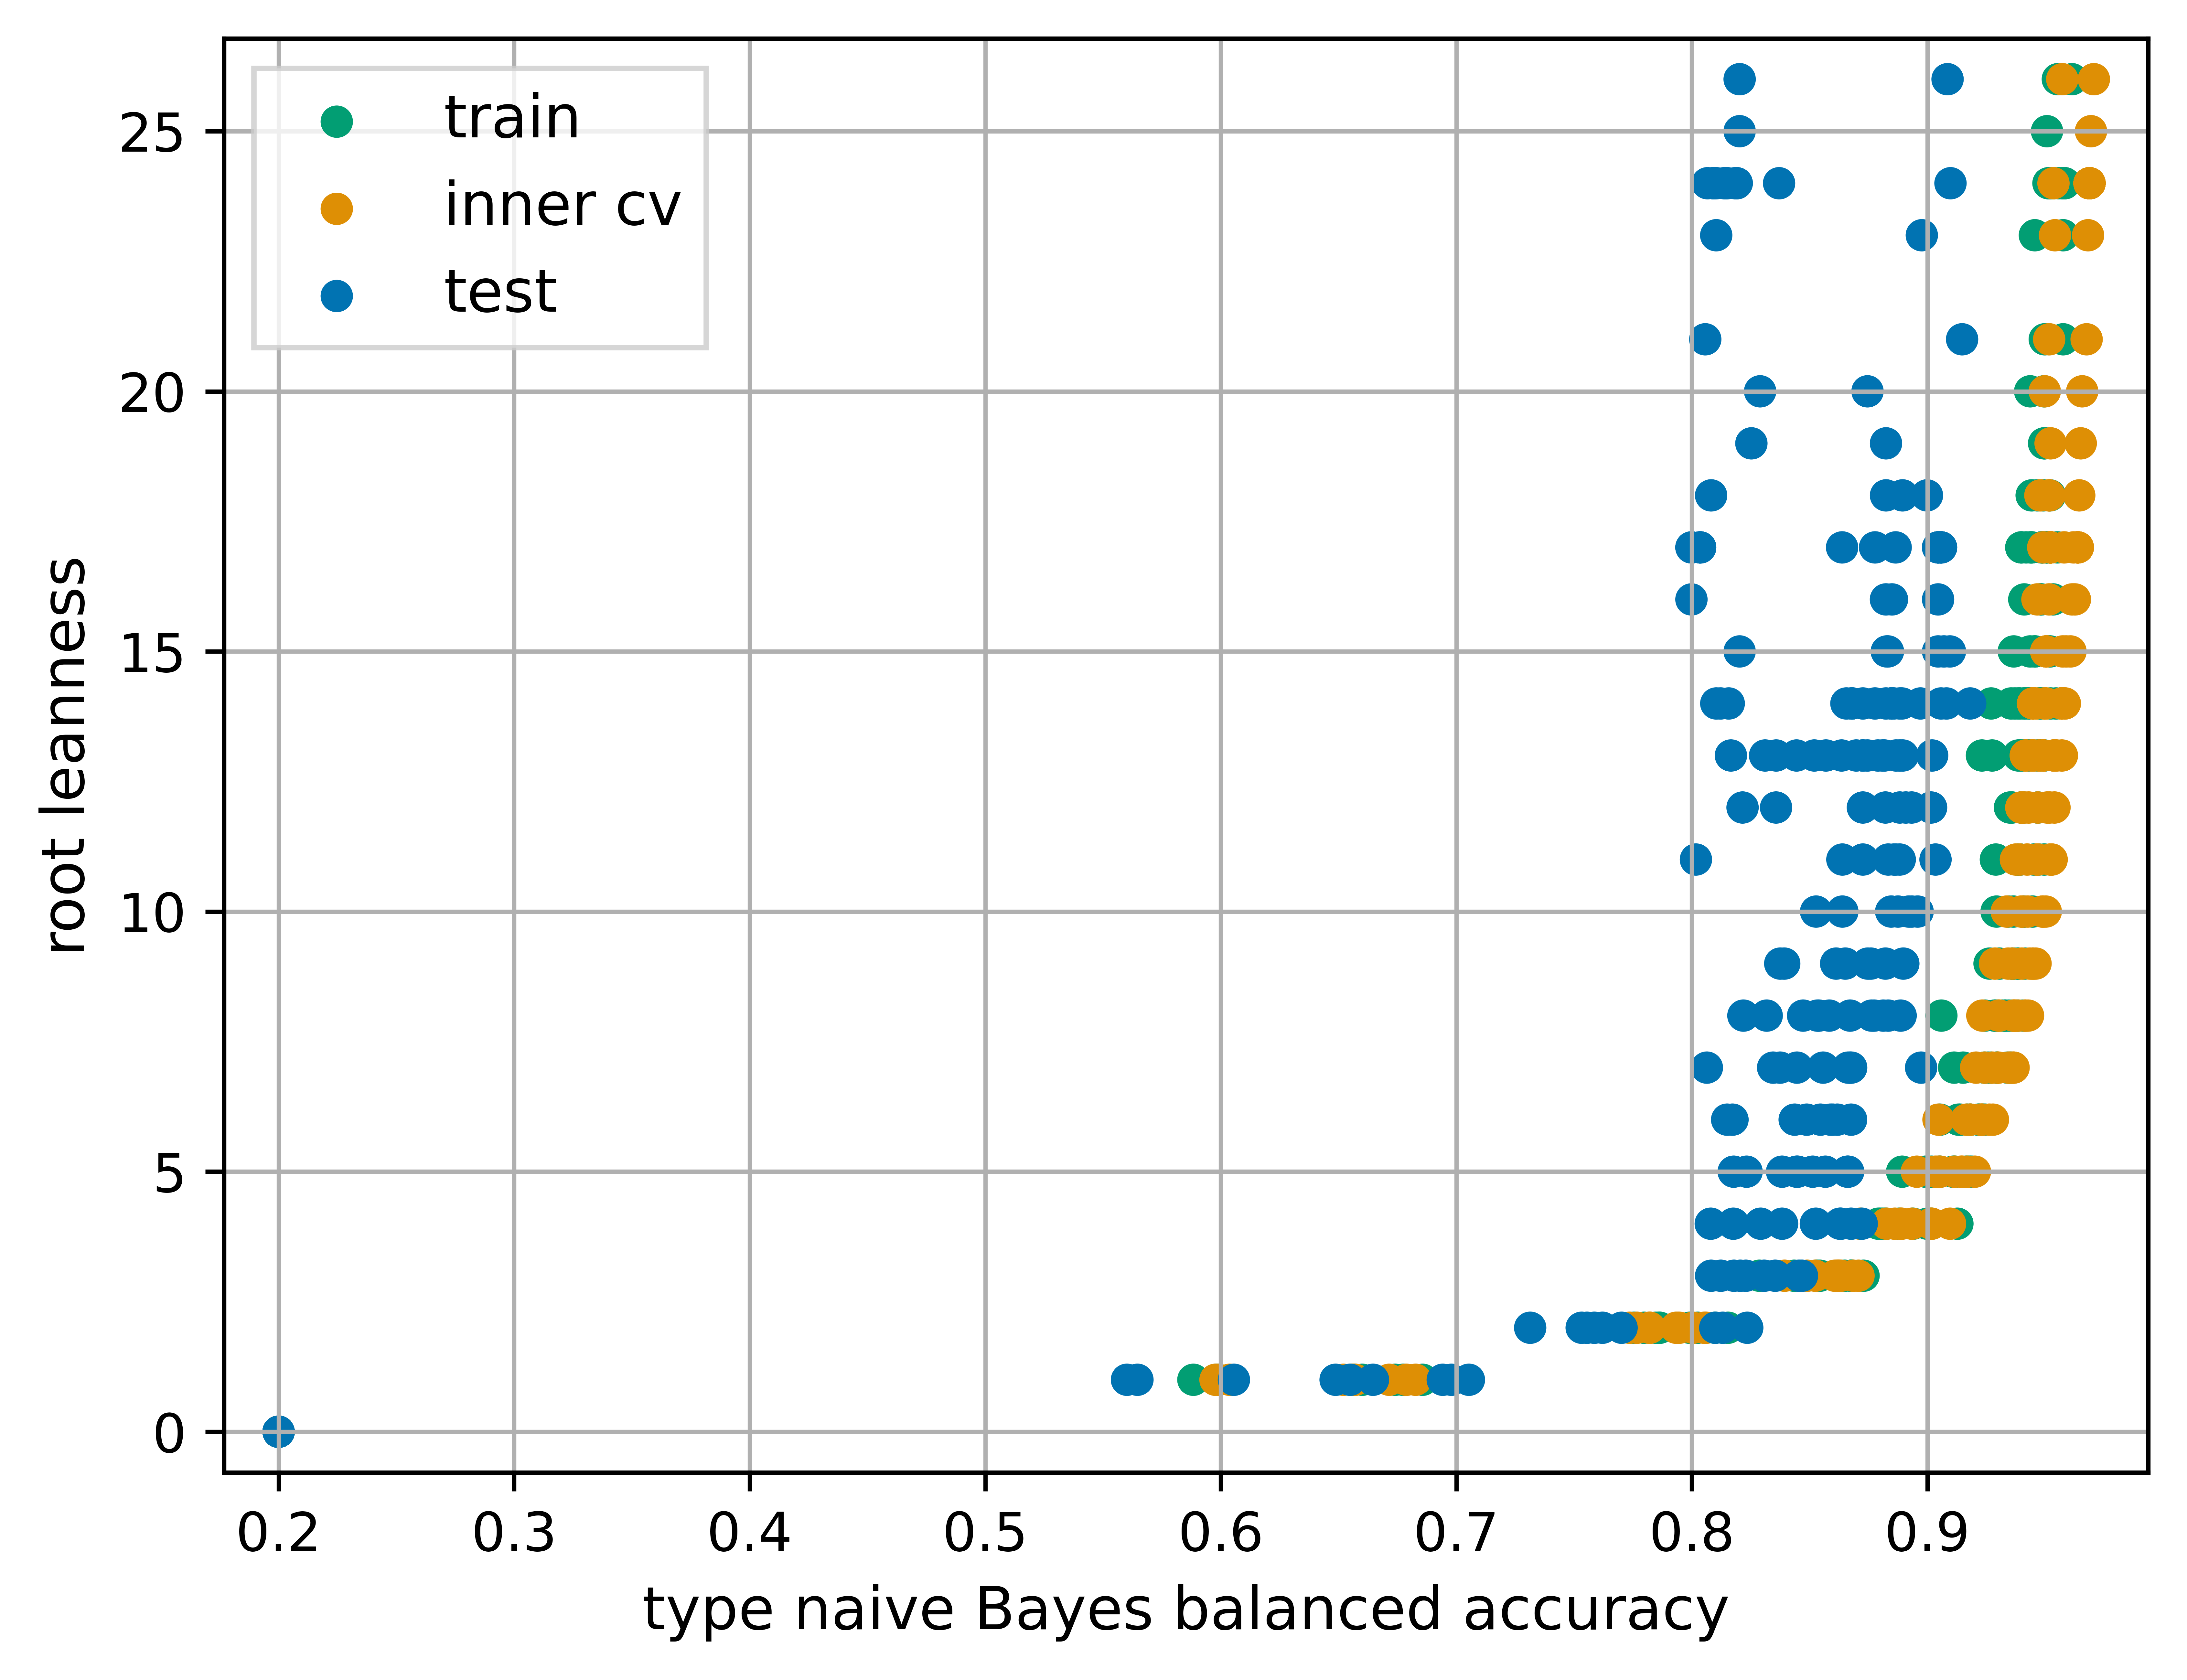 train
inner cv
test
25
20
15
10
5
0
root leanness
0.2 0.3 0.4 0.5 0.6 0.7 0.8 0.9
type naive Bayes balanced accuracy